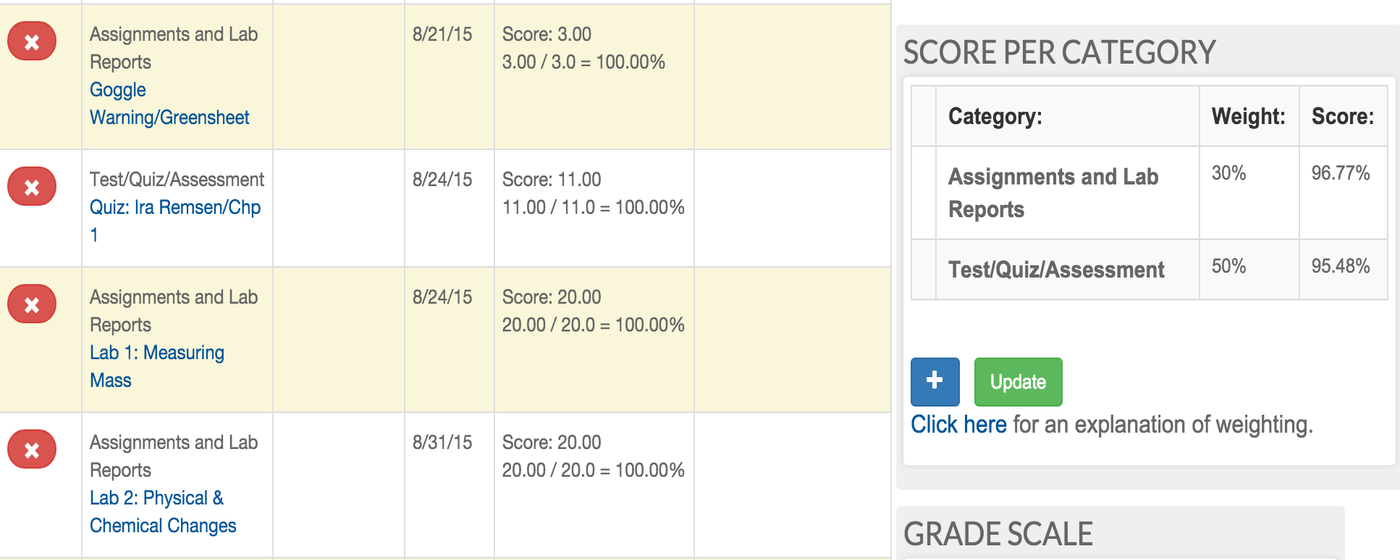 Assignments and Lab
Reports
Goggle
Warning/Greensheet
8/21/15
Score: 3.00
3.00 / 3.0 = 100.00%
Test/Quiz/Assessment
Quiz: Ira Remsen/Chp
1
8/24/15
Score: 11.00
11.00 / 11.0 = 100.00%
Assignments and Lab
Reports
Lab 1: Measuring
Mass
8/24/15
Score: 20.00
20.00 / 20.0 = 100.00%
Assignments and Lab
Reports
Lab 2: Physical &
Chemical Changes
8/31/15
Score: 20.00
20.00 / 20.0 = 100.00%
SCORE PER CATEGORY
Category: Weight: Score:
Assignments and Lab
Reports
30% 96.77%
Test/Quiz/Assessment 50% 95.48%
Update
Click here for an explanation of weighting.
GRADE SCALE